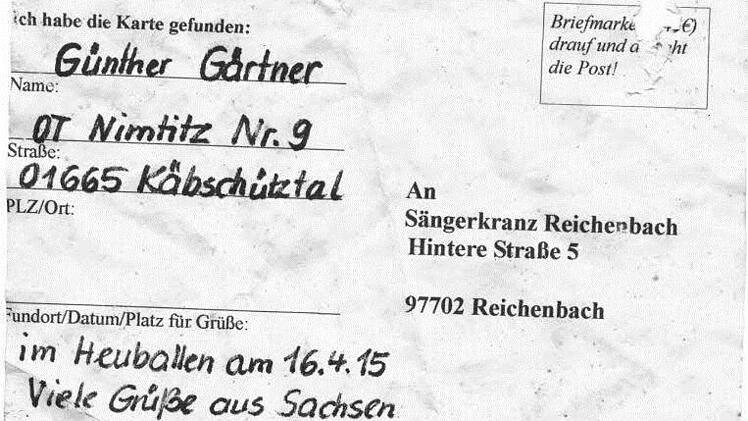 ich habe die Karte gefunden:
Günther Gärtner
Name:
OT Nimtitz Nr. 9
Straße:
01665 Käbschütztal
PLZ/Ort:
Fundort/Datum/Platz für Grüße:
im Heuballen am 16.4.15
Viele Grüße aus Sachsen
Briefmarke €)
drauf und
die Post!
An
Sängerkranz Reichenbach
Hintere Straße 5
97702 Reichenbach